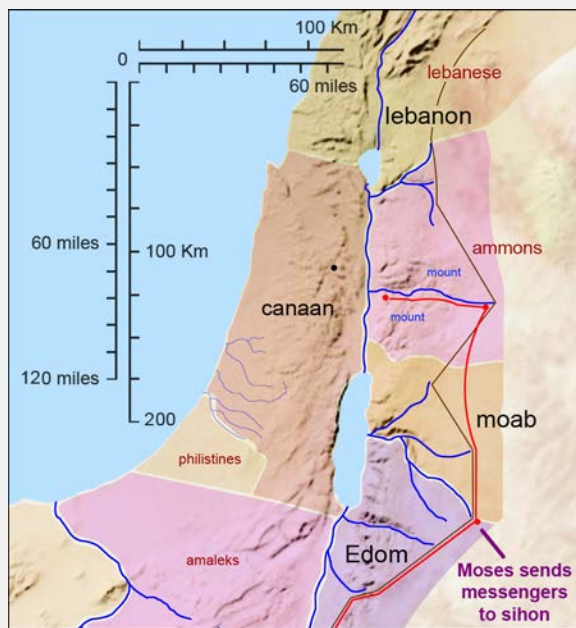 100 Km
0
60 miles
lebanese
lebanon
60 miles
100 Km
ammons
mount
canaan
mount
120 miles
200
moab
philistines
Edom
amaleks
Moses sends
messengers
to sihon